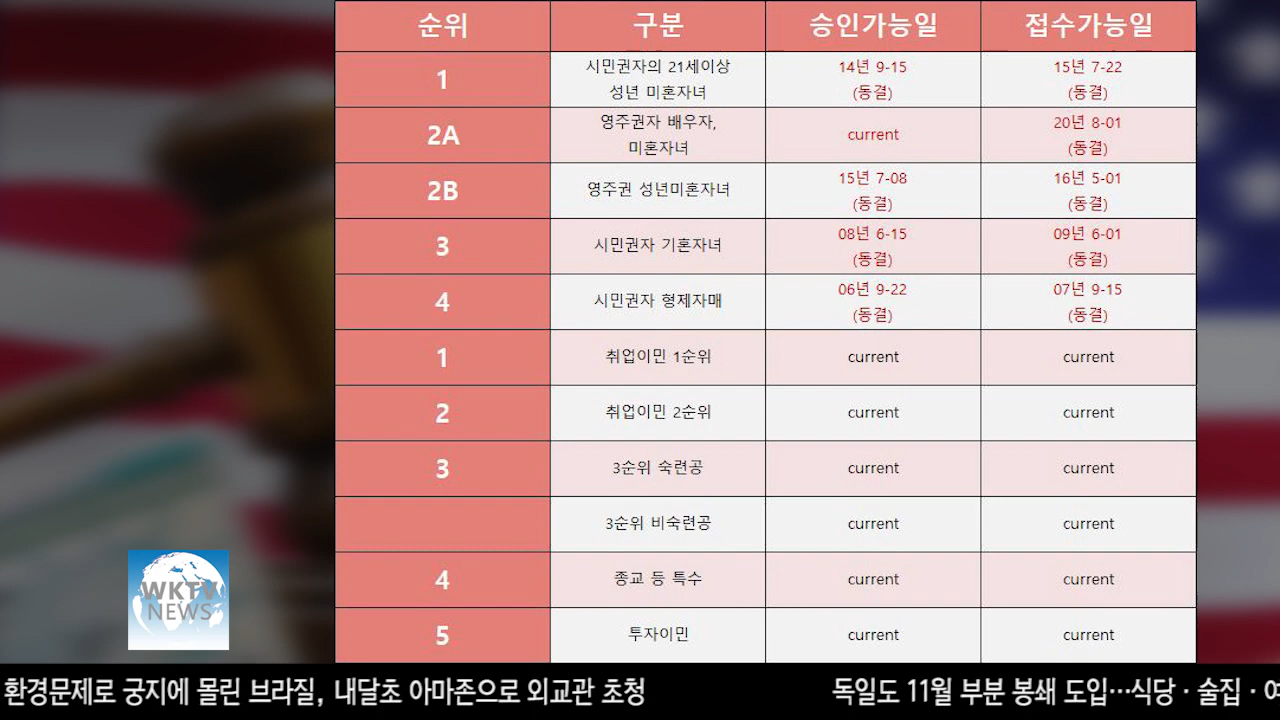 순위 구분 승인가능일 접수가능일
1 시민권자의 21세이상 14년 9-15 15년 7-22
성년 미혼자녀 (동결) (동결)
2A 영주권자 배우자, current 20년 8-01
미혼자녀 (동결)
2B 영주권 성년미혼자녀 15년 7-08 16년 5-01
(동결) (동결)
3 시민권자 기혼자녀 08년 6-15 09년 6-01
(동결) (동결)
4 시민권자 형제자매 06년 9-22 07년 9-15
(동결) (동결)
1 취업이민 1순위 current current
2 취업이민 2순위 current current
3 3순위 숙련공 current current
3순위 비숙련공 current current
4 종교 등 특수 current current
5 투자이민 current current
WKTV
NEWS
환경문제로 궁지에 몰린 브라질, 내달초 아마존으로 외교관 초청 독일도 11월 부분 봉쇄 도입…식당·술집·